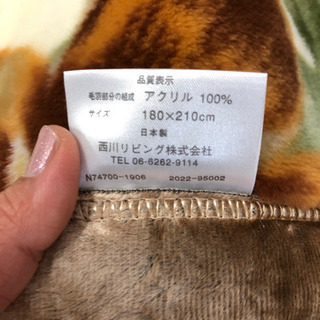 品質表示
毛羽部分の組成 アクリル 100%
サイズ 180×210cm
日本製
西川リビング株式会社
TEL 06-6262-9114
N74700-1906 2022-95002